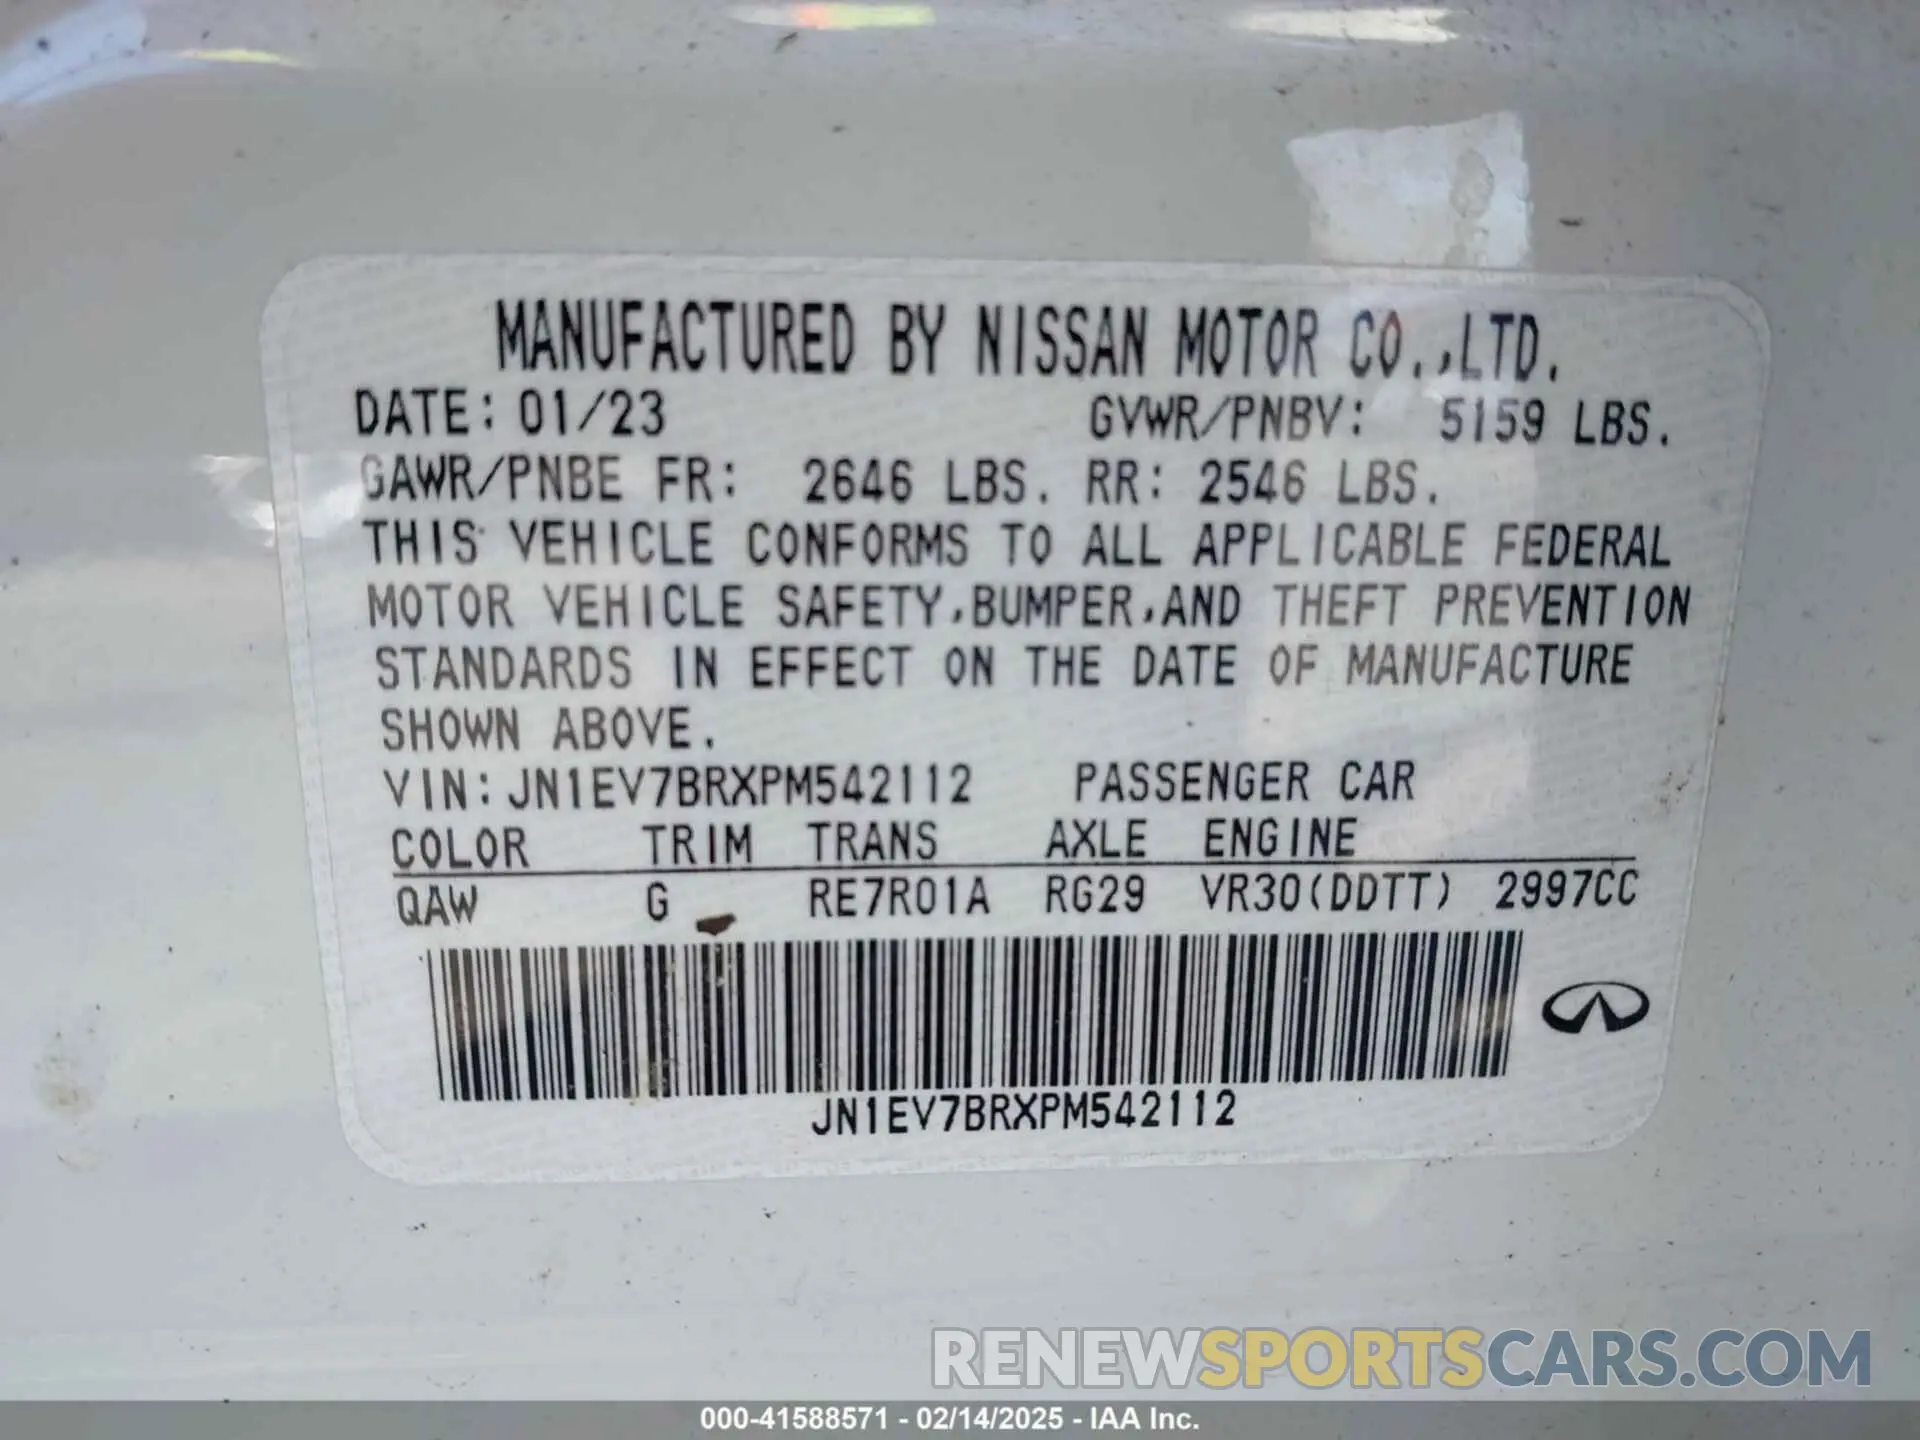 MANUFACTURED BY NISSAN MOTOR CO.,LTD.
DATE: 01/23 GVWR/PNBV: 5159 LBS.
GAWR/PNBE FR: 2646 LBS. RR: 2546 LBS.
THIS VEHICLE CONFORMS TO ALL APPLICABLE FEDERAL
MOTOR VEHICLE SAFETY,BUMPER,AND THEFT PREVENTION
STANDARDS IN EFFECT ON THE DATE OF MANUFACTURE
SHOWN ABOVE.
VIN:JN1EV7BRXPM542112 PASSENGER CAR
COLOR TRIM TRANS AXLE ENGINE
QAW G RE7R01A RG29 VR30(DDTT) 2997CC
JN1EV7BRXPM542112
RENEWSPORTSCARS.COM
000-41588571 - 02/14/2025 - IAA Inc.